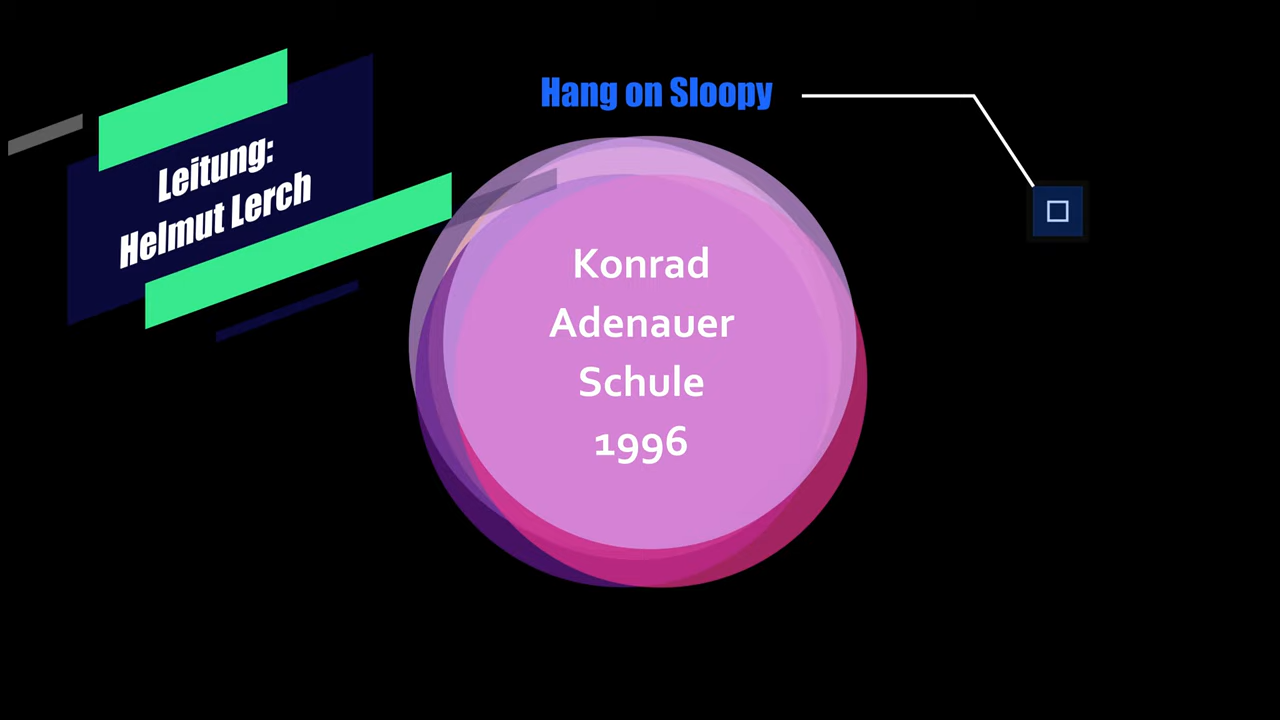 Hang on Sloopy
Leitung:
Helmut Lerch
Konrad
Adenauer
Schule
1996